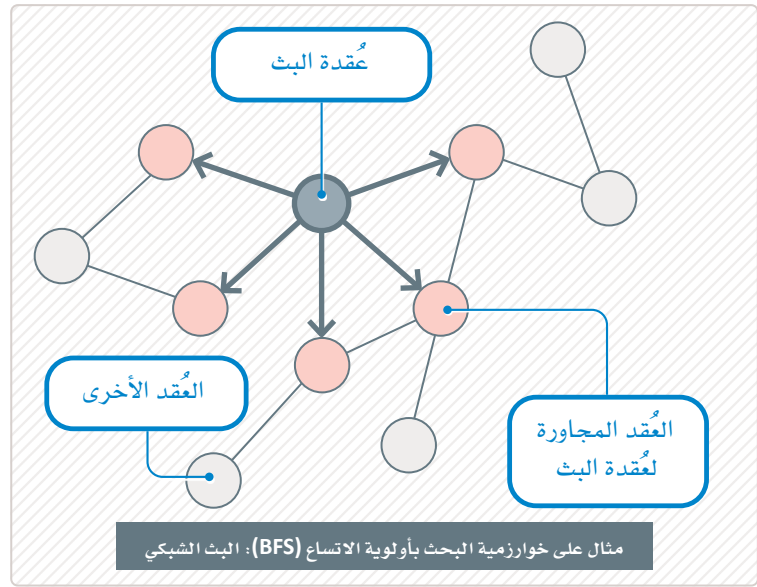 عُقدة البث
العُقد الأخرى
العُقد المجاورة
لعُقدة البث
مثال على خوارزمية البحث بأولوية الاتساع (BFS): البث الشبكي